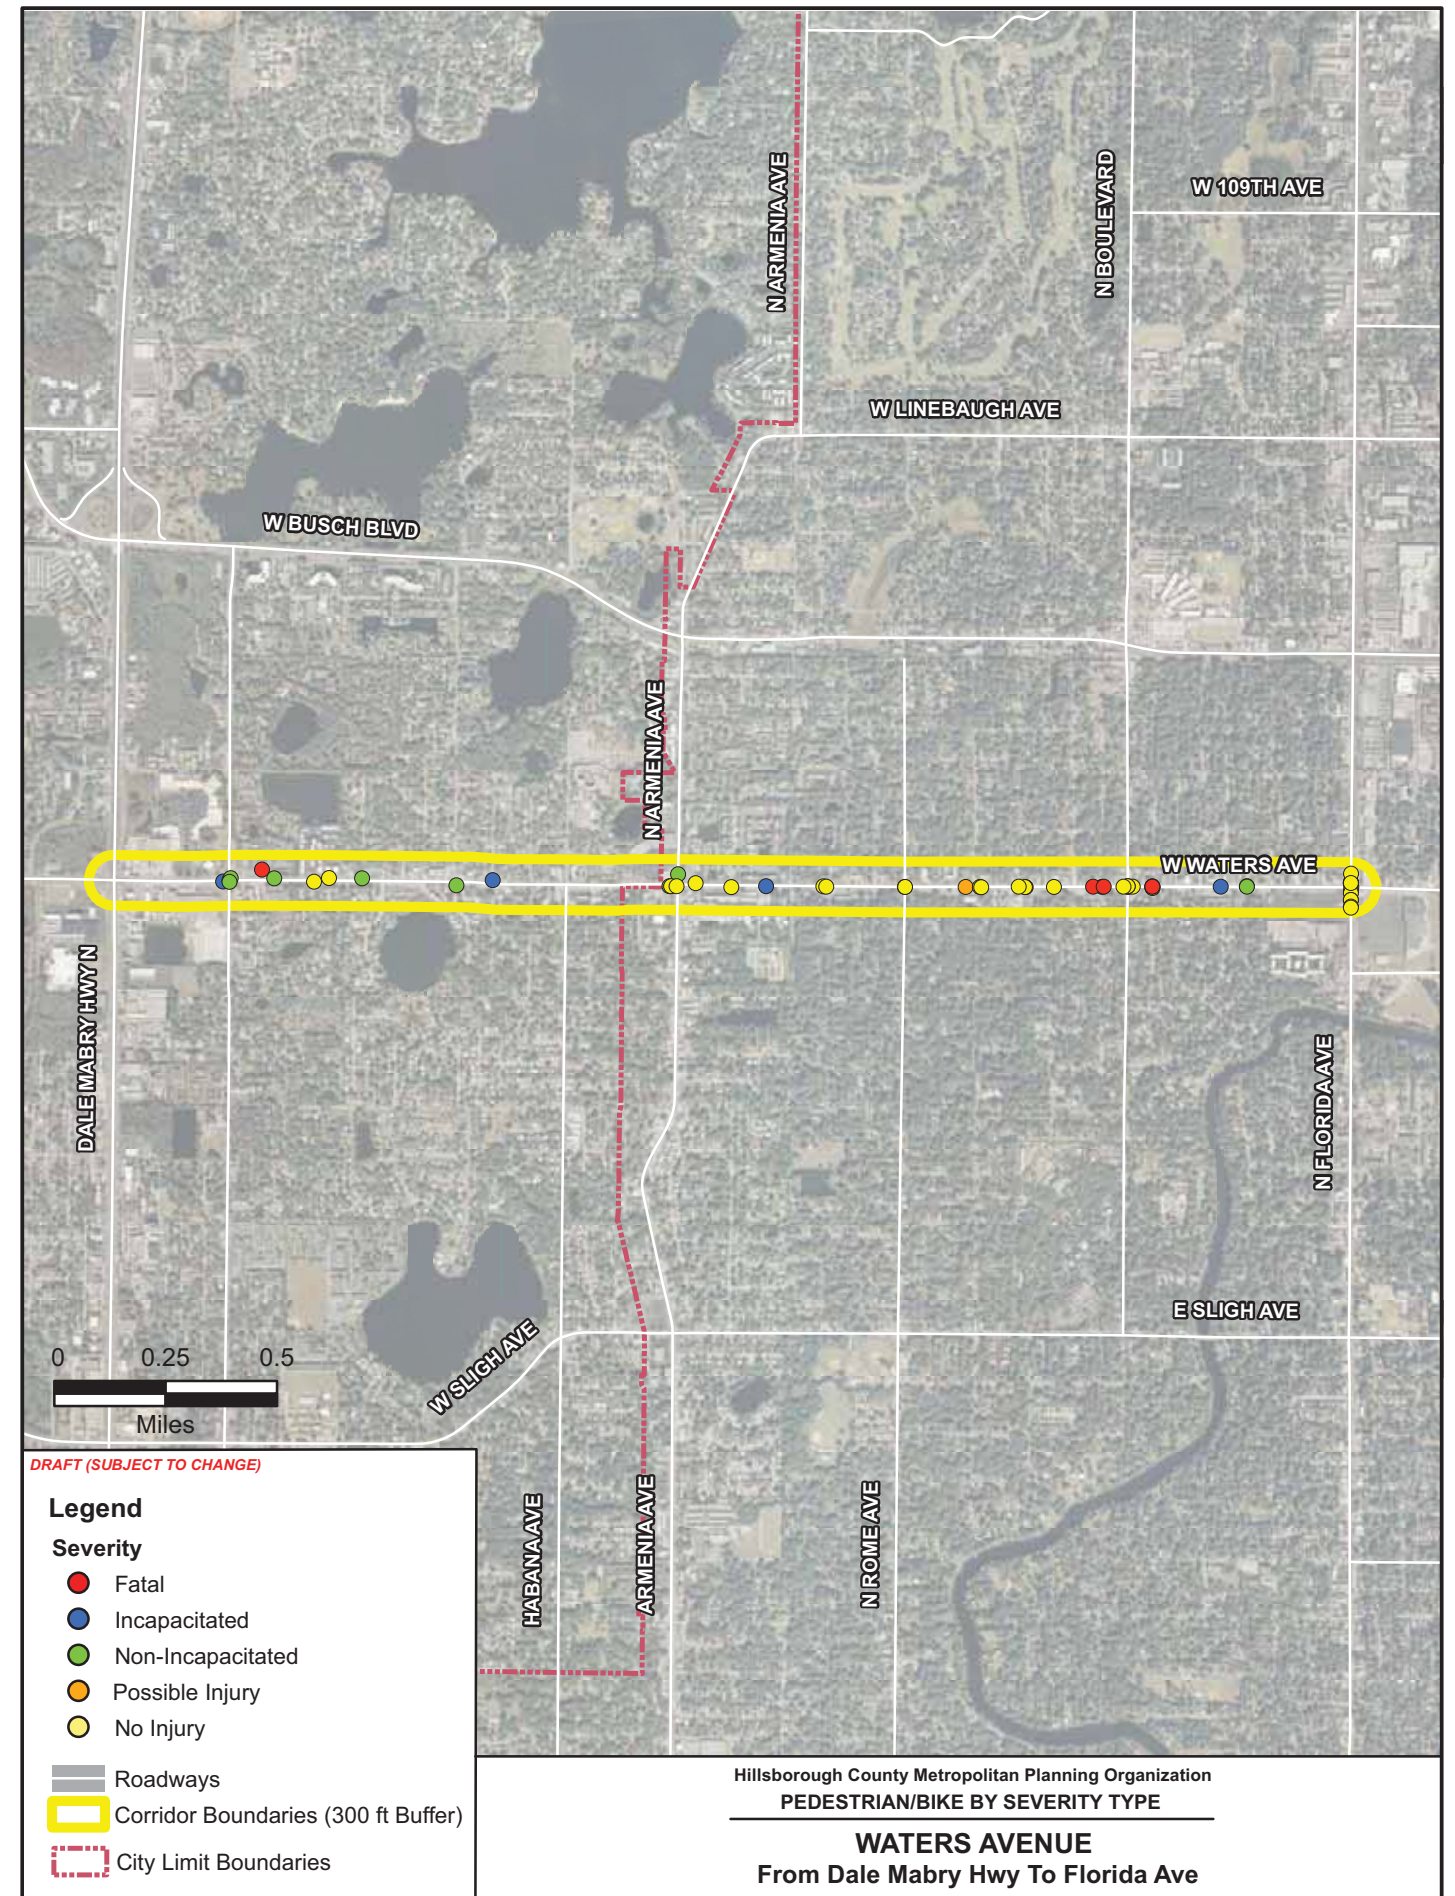 N ARMENIA AVE
N BOULEVARD
W 109TH AVE
W LINEBAUGH AVE
W BUSCH BLVD
N ARMENIA AVE
W WATERS AVE
DALE MABRY HWY N
N FLORIDA AVE
E SLIGH AVE
W SLIGH AVE
0 0.25 0.5
Miles
HABANA AVE
ARMENIA AVE
N ROME AVE
DRAFT (SUBJECT TO CHANGE)
Legend
Severity
Fatal
Incapacitated
Non-Incapacitated
Possible Injury
No Injury
Roadways
Corridor Boundaries (300 ft Buffer)
City Limit Boundaries
Hillsborough County Metropolitan Planning Organization
PEDESTRIAN/BIKE BY SEVERITY TYPE
WATERS AVENUE
From Dale Mabry Hwy To Florida Ave